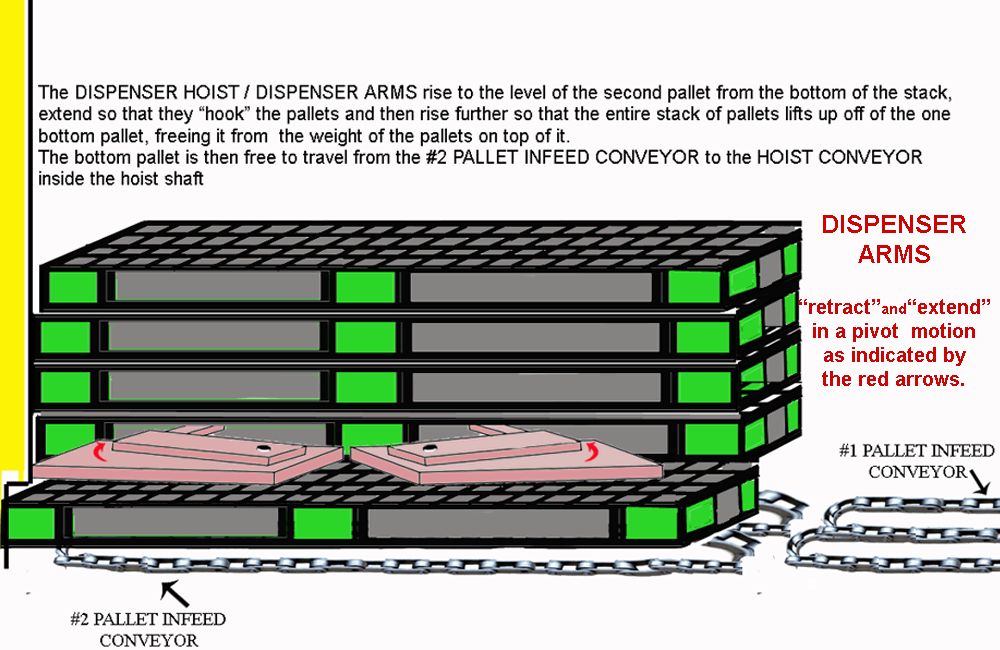 The DISPENSER HOIST / DISPENSER ARMS rise to the level of the second pallet from the bottom of the stack,
extend so that they “hook” the pallets and then rise further so that the entire stack of pallets lifts up off of the one
bottom pallet, freeing it from  the weight of the pallets on top of it.
The bottom pallet is then free to travel from the #2 PALLET INFEED CONVEYOR to the HOIST CONVEYOR
inside the hoist shaft
DISPENSER
ARMS
“retract”and“extend”
in a pivot  motion
as indicated by
the red arrows.
#1 PALLET INFEED
CONVEYOR
#2 PALLET INFEED
CONVEYOR